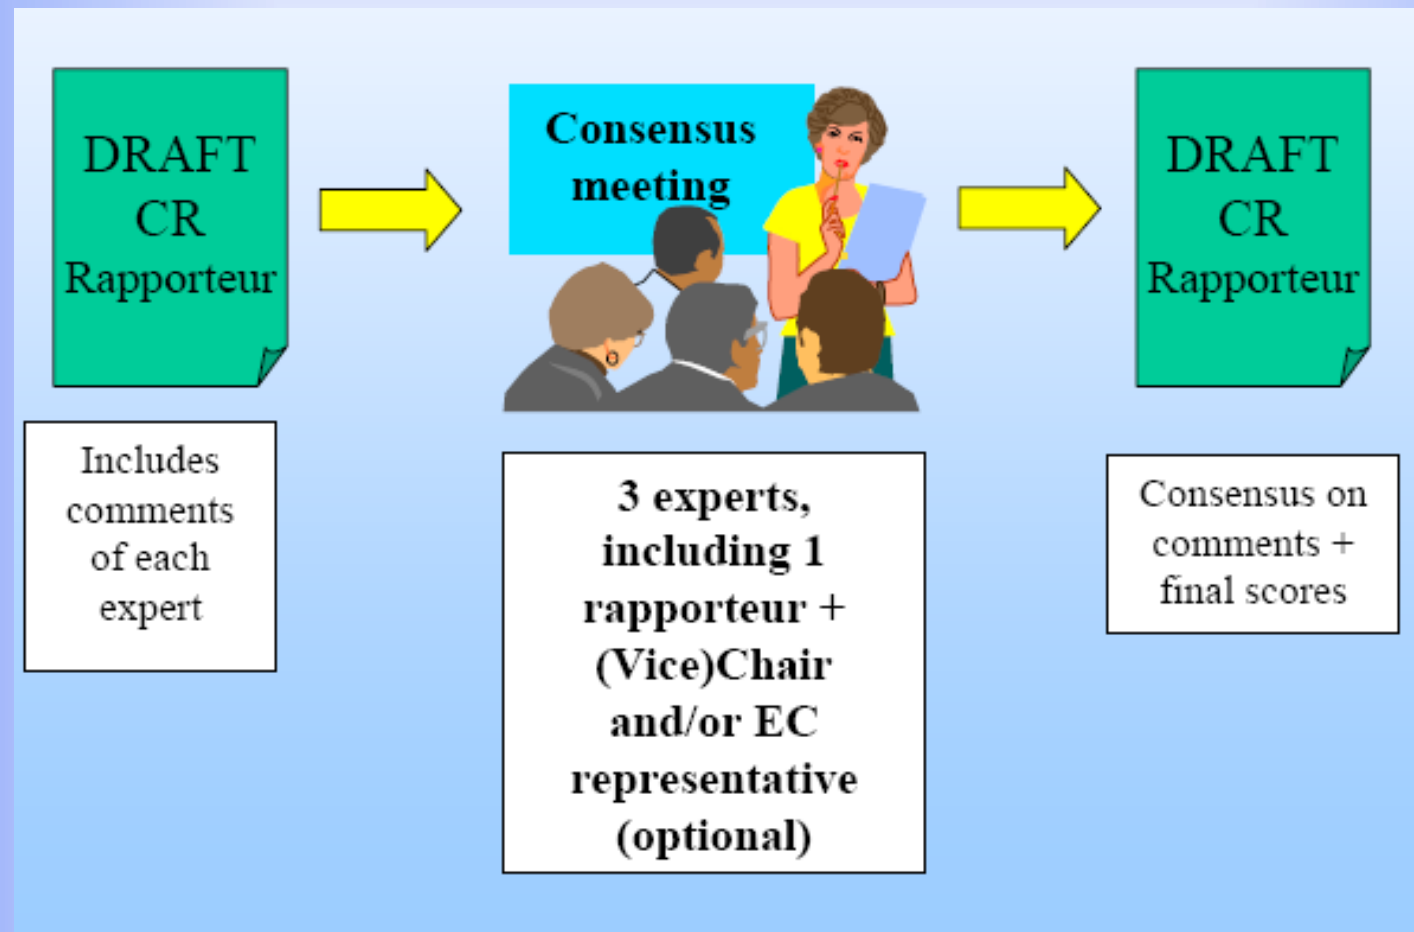 DRAFT
CR
Rapporteur
Includes
comments
of each
expert
Consensus
meeting
3 experts,
including 1
rapporteur +
(Vice)Chair
and/or EC
representative
(optional)
DRAFT
CR
Rapporteur
Consensus on
comments +
final scores